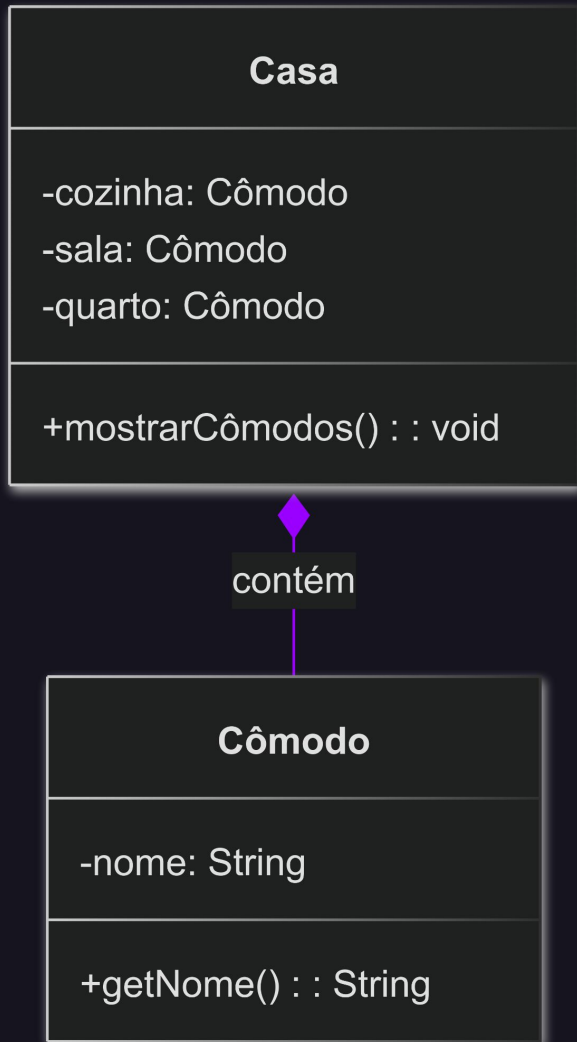 Casa
-cozinha: Cômodo
-sala: Cômodo
-quarto: Cômodo
+mostrarCômodos() : : void
contém
Cômodo
-nome: String
+getNome() : : String